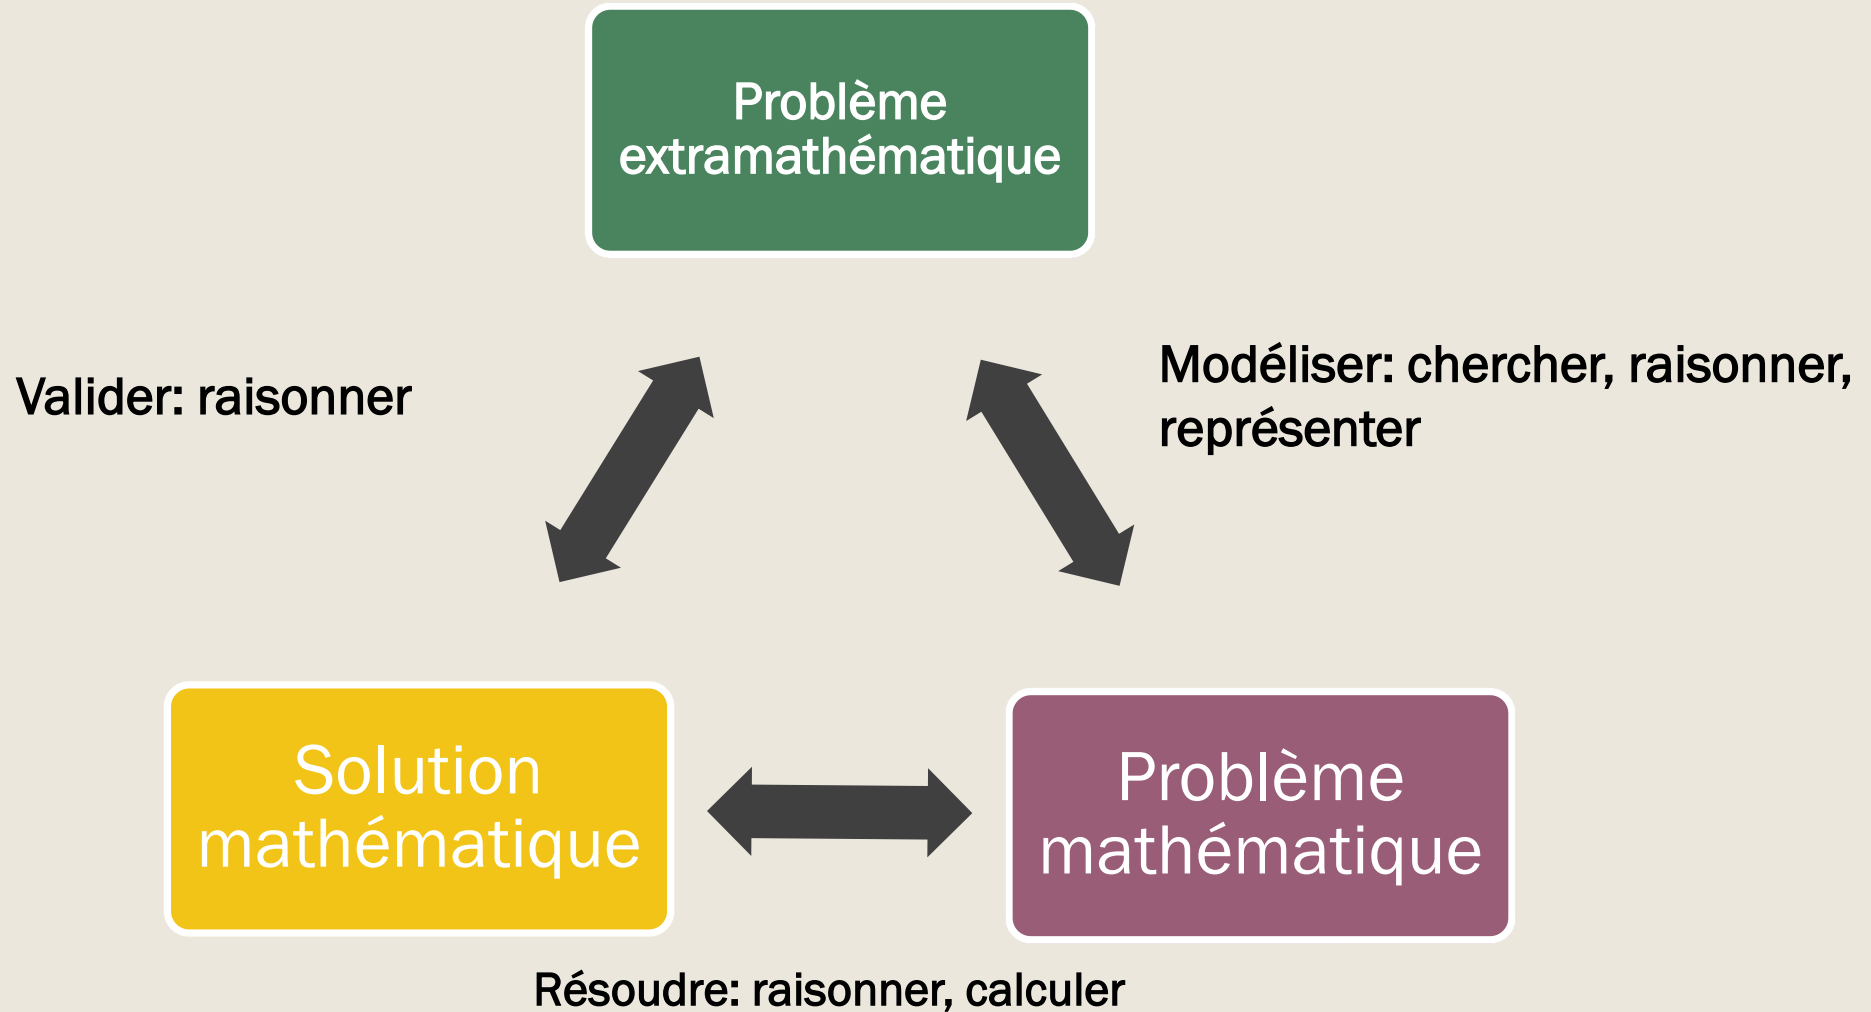 Problème
extramathématique
Valider: raisonner
Modéliser: chercher, raisonner,
représenter
Solution
mathématique
Problème
mathématique
Résoudre: raisonner, calculer